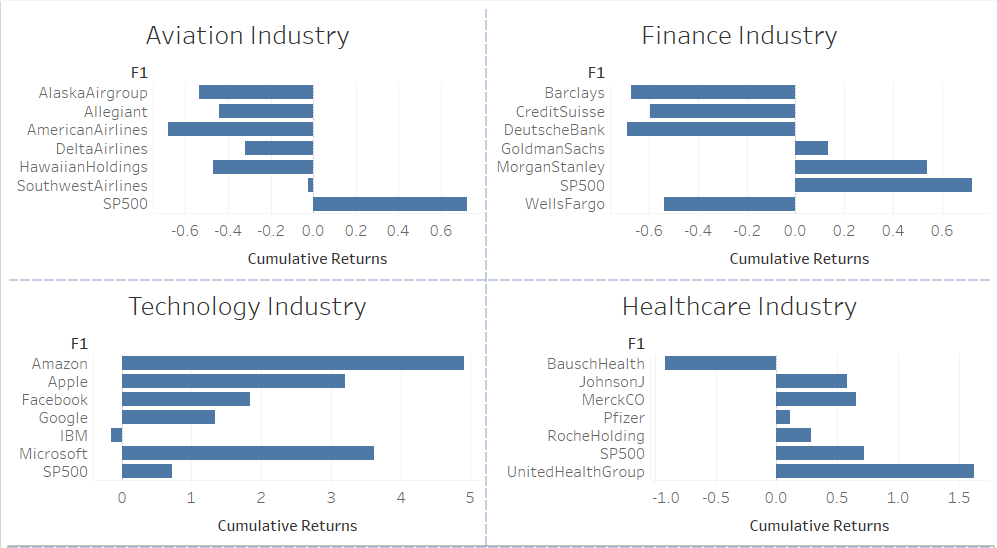 Aviation Industry
F1
AlaskaAirgroup
Allegiant
AmericanAirlines
DeltaAirlines
HawaiianHoldings
SouthwestAirlines
SP500
-0.6 -0.4 -0.2 0.0 0.2 0.4 0.6
Cumulative Returns
Finance Industry
F1
Barclays
CreditSuisse
DeutscheBank
GoldmanSachs
MorganStanley
SP500
WellsFargo
-0.6 -0.4 -0.2 0.0 0.2 0.4 0.6
Cumulative Returns
Technology Industry
F1
Amazon
Apple
Facebook
Google
IBM
Microsoft
SP500
0 1 2 3 4 5
Cumulative Returns
Healthcare Industry
F1
BauschHealth
JohnsonJ
MerckCO
Pfizer
RocheHolding
SP500
UnitedHealthGroup
-1.0 -0.5 0.0 0.5 1.0 1.5
Cumulative Returns